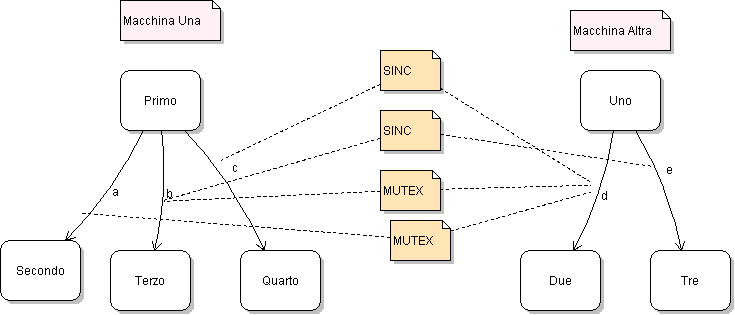 Macchina Una
Macchina Altra
SINC
Primo
Uno
SINC
c
e
a
b
MUTEX
d
MUTEX
Secondo
Terzo
Quarto
Due
Tre